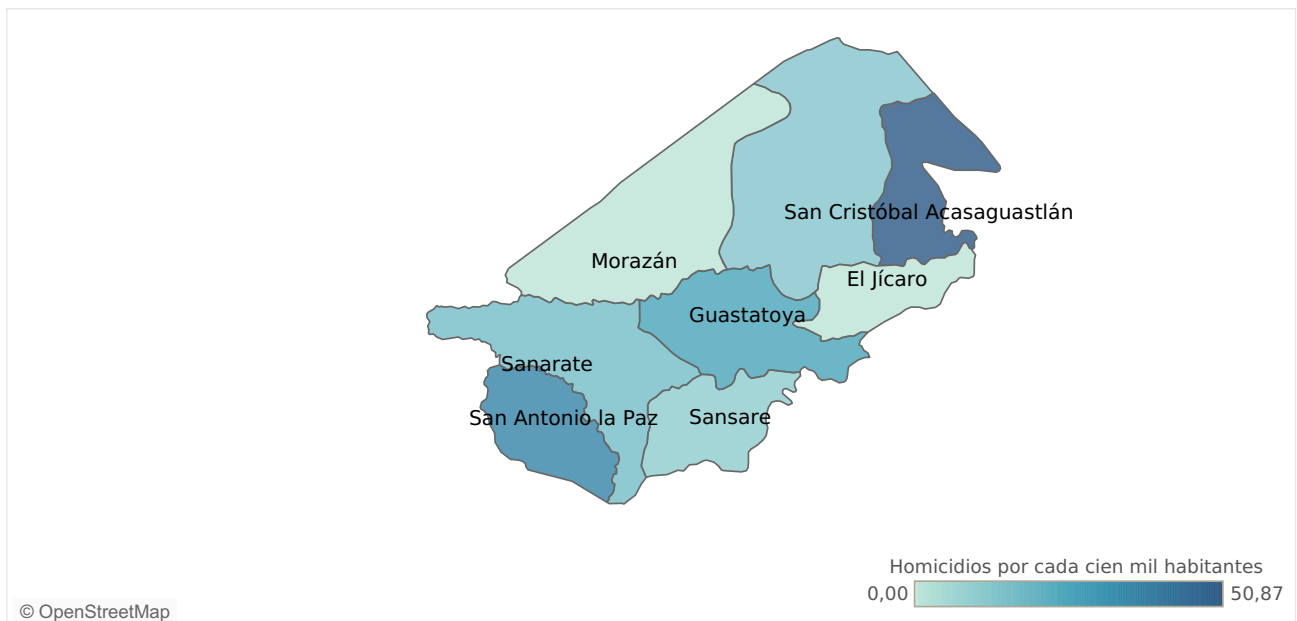 San Cristóbal Acasaguastlán
Morazán
El Jícaro
Guastatoya
Sanarate
San Antonio la Paz
Sansare
Homicidios por cada cien mil habitantes
0,00
50,87
© OpenStreetMap